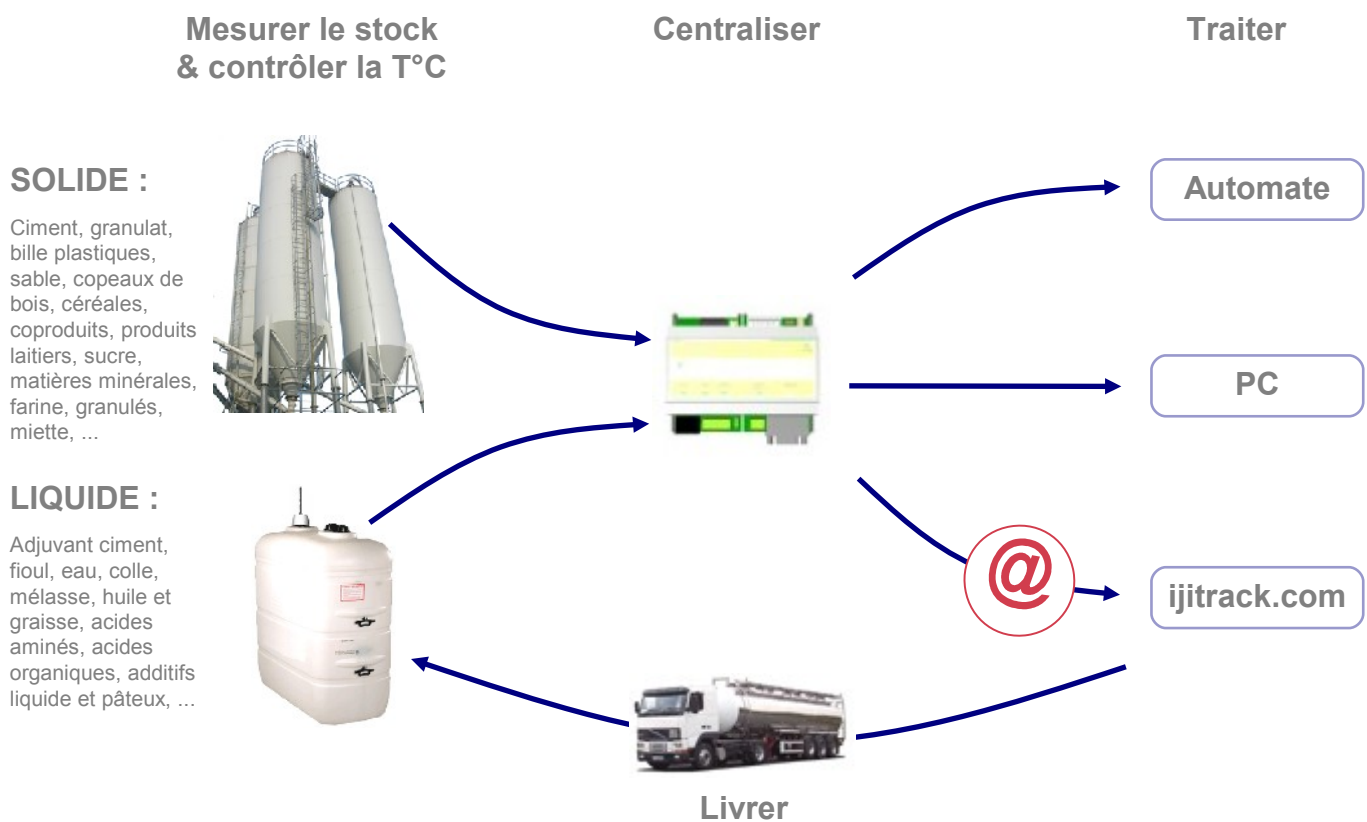 Mesurer le stock
& contrôler la T°C
Centraliser
Traiter
SOLIDE :
Ciment, granulat,
bille plastiques,
sable, copeaux de
bois, céréales,
coproduits, produits
laitiers, sucre,
matières minérales,
farine, granulés,
miette, ...
LIQUIDE :
Adjuvant ciment,
fioul, eau, colle,
mélasse, huile et
graisse, acides
aminés, acides
organiques, additifs
liquide et pâteux, ...
Automate
PC
@
ijitrack.com
Livrer